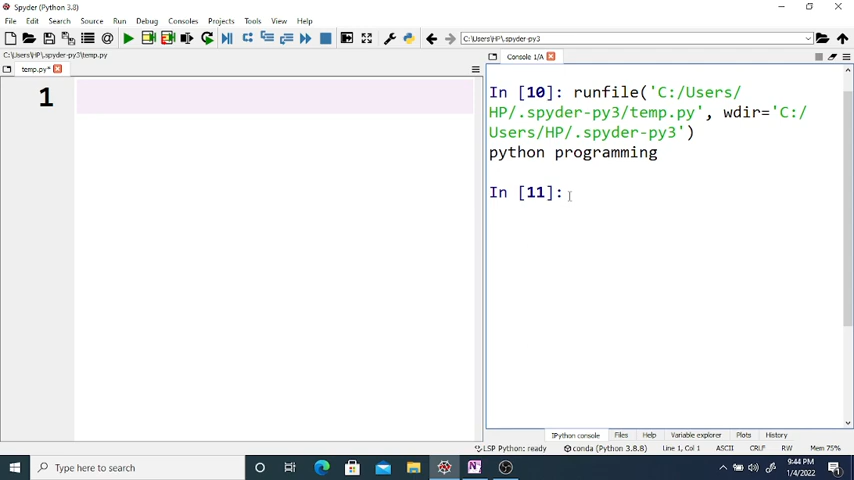 Spyder (Python 3.8)
File Edit Search Source Run Debug Consoles Projects Tools View Help
C:\Users\HP\.spyder-py3
C:\Users\HP\.spyder-py3\temp.py
temp.py*
Console 1/A
1
In [10]: runfile('C:/Users/
HP/.spyder-py3/temp.py', wdir='C:/
Users/HP/.spyder-py3')
python programming
In [11]:
IPython console Files Help Variable explorer Plots History
LSP Python: ready conda (Python 3.8.8) Line 1, Col 1 ASCII CRLF RW Mem 75%
Type here to search
9:44 PM
1/4/2022